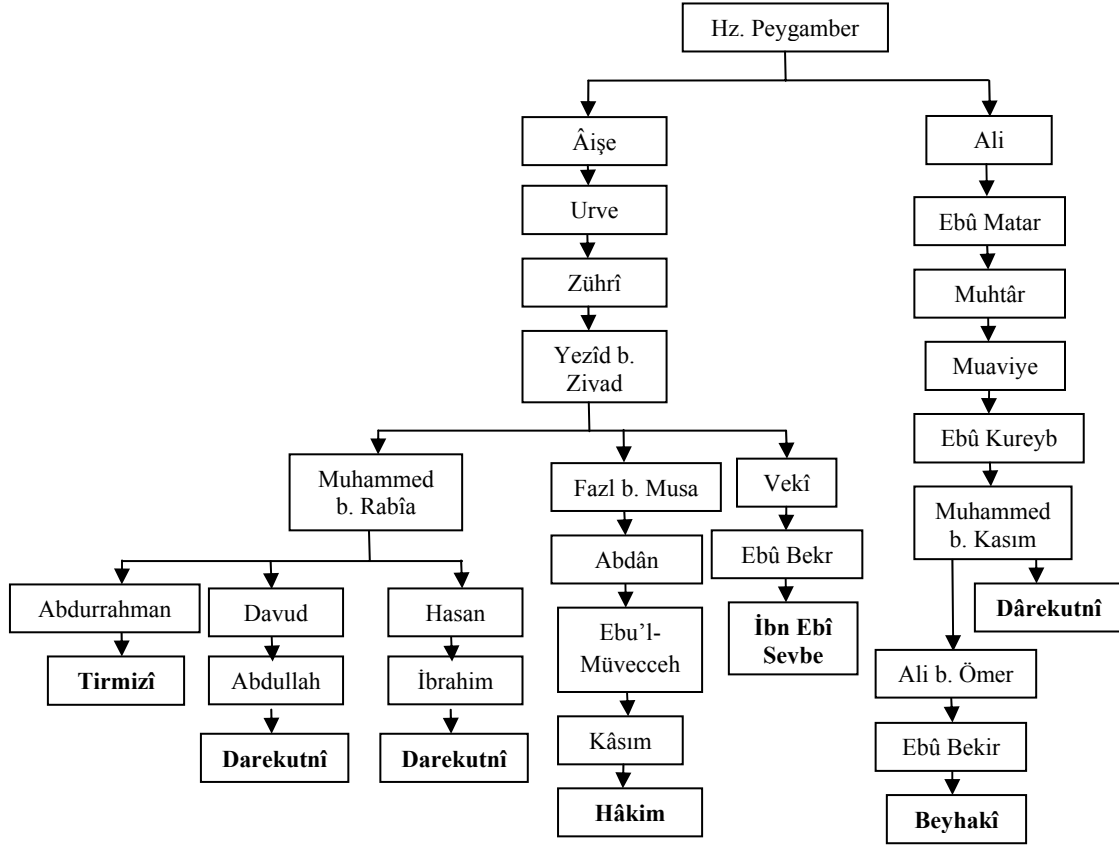 Hz. Peygamber
Âişe
Ali
Urve
Ebû Matar
Zührî
Muhtâr
Yezîd b.
Zivad
Muaviye
Ebû Kureyb
Muhammed
b. Rabîa
Fazl b. Musa
Vekî
Muhammed
b. Kasım
Abdân
Ebû Bekr
Abdurrahman
Davud
Hasan
Dârekutnî
Ebu’l-
Müvecceh
İbn Ebî
Sevbe
Tirmizî
Abdullah
İbrahim
Ali b. Ömer
Darekutnî
Darekutnî
Kâsım
Ebû Bekir
Hâkim
Beyhakî